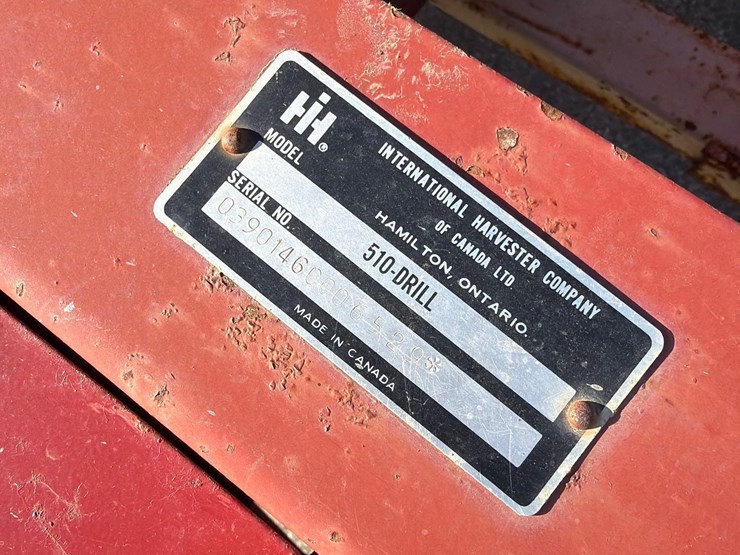 IH®
INTERNATIONAL HARVESTER COMPANY
OF CANADA LTD
HAMILTON, ONTARIO.
MODEL
510-DRILL
SERIAL NO.
MADE IN CANADA